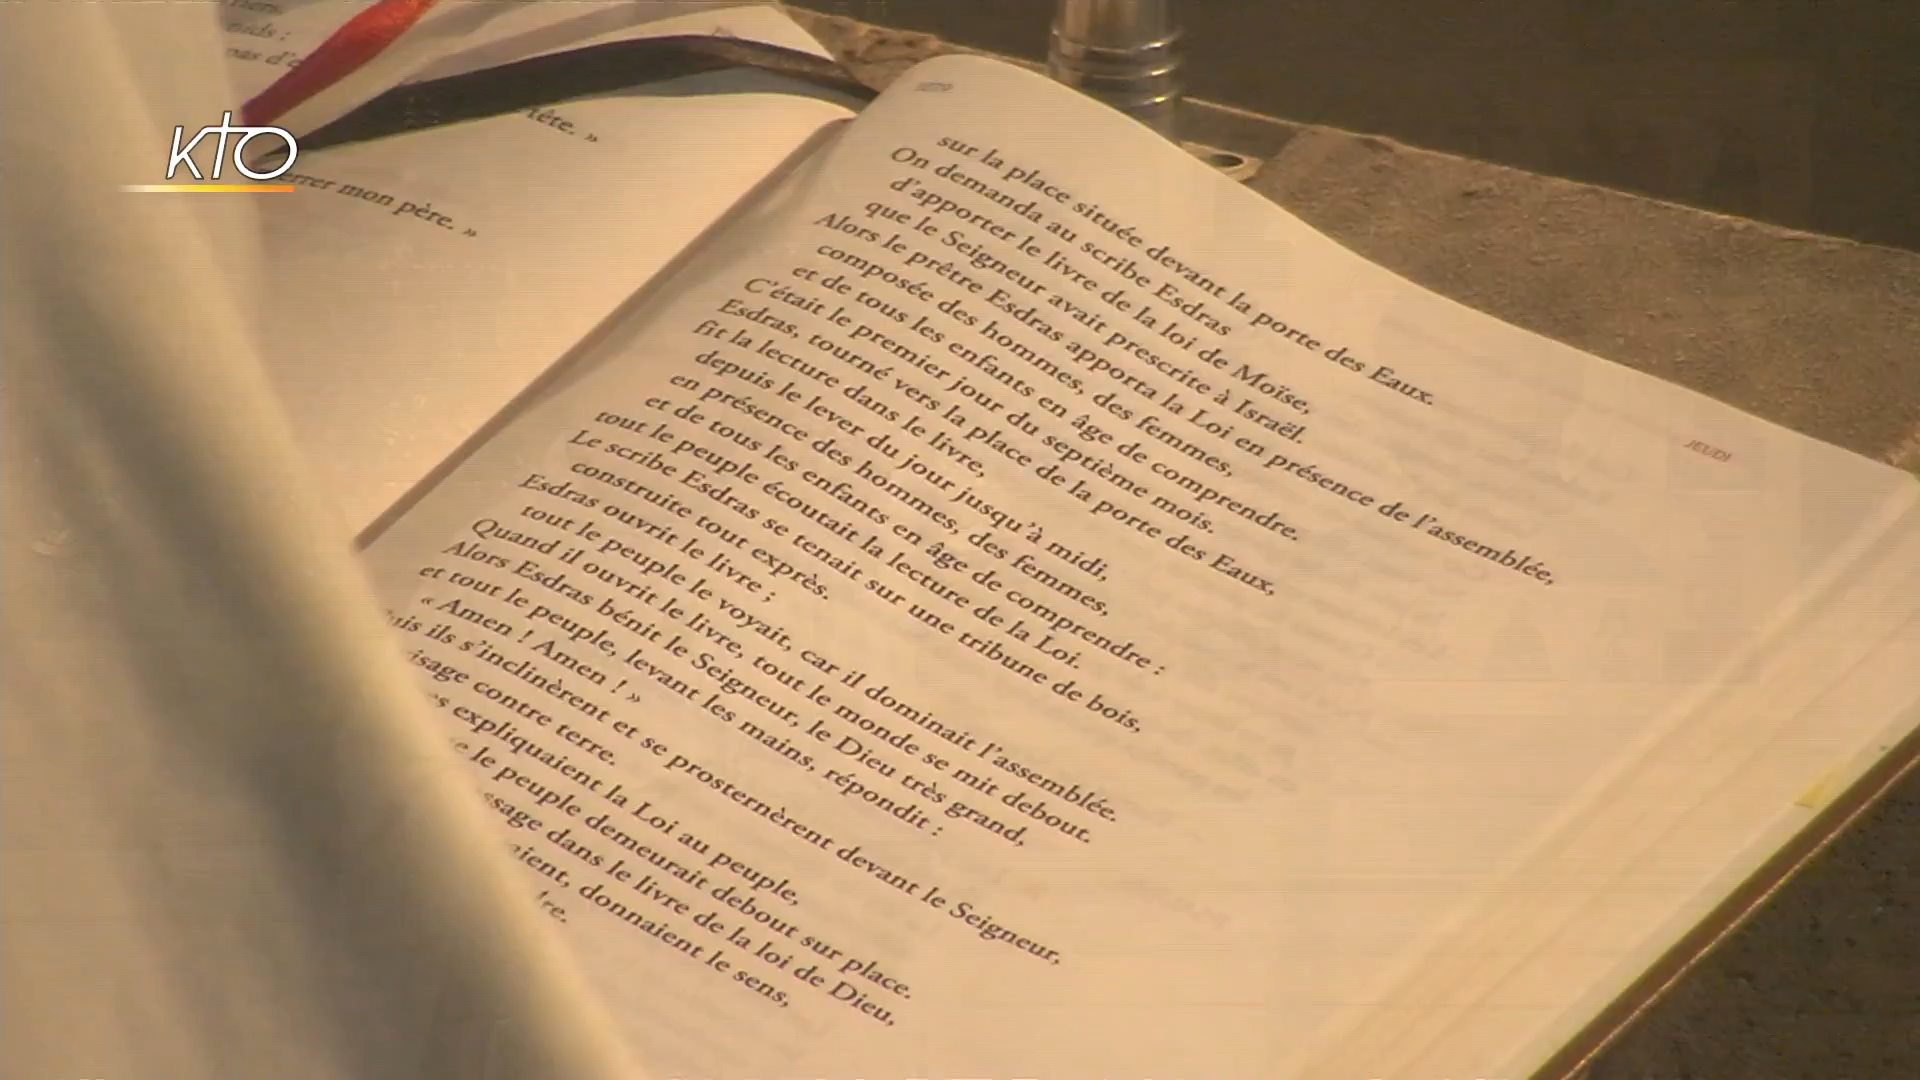 KTO
nids :
pas d'
tête. »
errer mon père. »
JEUDI
sur la place située devant la porte des Eaux.
On demanda au scribe Esdras
d'apporter le livre de la loi de Moïse,
que le Seigneur avait prescrite à Israël.
Alors le prêtre Esdras apporta la Loi en présence de l'assemblée,
composée des hommes, des femmes,
et de tous les enfants en âge de comprendre.
C'était le premier jour du septième mois.
Esdras, tourné vers la place de la porte des Eaux,
fit la lecture dans le livre,
depuis le lever du jour jusqu'à midi,
en présence des hommes, des femmes,
et de tous les enfants en âge de comprendre :
tout le peuple écoutait la lecture de la Loi.
Le scribe Esdras se tenait sur une tribune de bois,
construite tout exprès.
Esdras ouvrit le livre ;
tout le peuple le voyait, car il dominait l'assemblée.
Quand il ouvrit le livre, tout le monde se mit debout.
Alors Esdras bénit le Seigneur, le Dieu très grand,
et tout le peuple, levant les mains, répondit :
« Amen ! Amen ! »
uis ils s'inclinèrent et se prosternèrent devant le Seigneur,
isage contre terre.
es expliquaient la Loi au peuple,
e le peuple demeurait debout sur place.
ssage dans le livre de la loi de Dieu,
aient, donnaient le sens,
re.